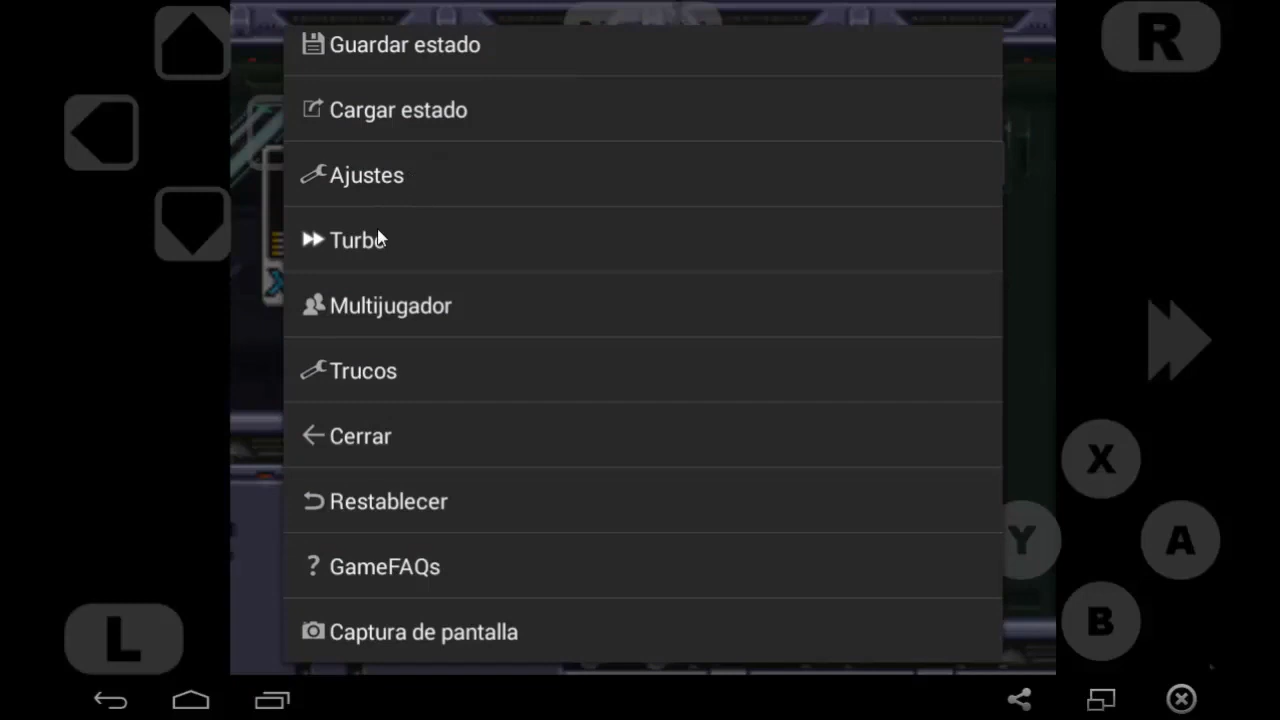 R
Guardar estado
Cargar estado
Ajustes
Turbo
Multijugador
Trucos
Cerrar
Restablecer
GameFAQs
Captura de pantalla
X
Y
A
B
L